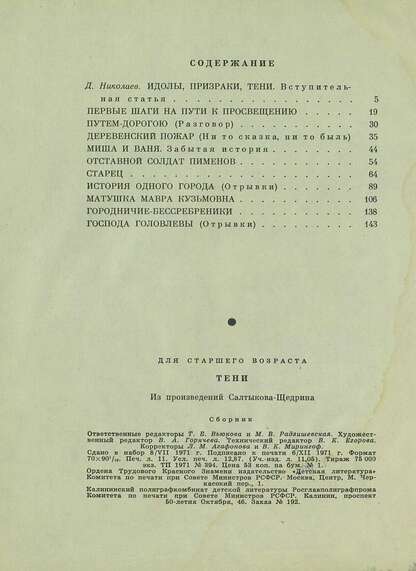 СОДЕРЖАНИЕ
Д. Николаев. ИДОЛЫ, ПРИЗРАКИ, ТЕНИ. Вступитель-
ная статья . . . . . . . . . . . . . . . . 5
ПЕРВЫЕ ШАГИ НА ПУТИ К ПРОСВЕЩЕНИЮ . . . . 19
ПУТЕМ-ДОРОГОЮ (Разговор) . . . . . . . . . . 30
ДЕРЕВЕНСКИЙ ПОЖАР (Ни то сказка, ни то быль) 35
МИША И ВАНЯ. Забытая история . . . . . . . . 44
ОТСТАВНОЙ СОЛДАТ ПИМЕНОВ . . . . . . . . . 54
СТАРЕЦ . . . . . . . . . . . . . . . . . . 64
ИСТОРИЯ ОДНОГО ГОРОДА (Отрывки) . . . . . . . 89
МАТУШКА МАВРА КУЗЬМОВНА . . . . . . . . . . 106
ГОРОДНИЧИЕ-БЕССРЕБРЕНИКИ . . . . . . . . . . 138
ГОСПОДА ГОЛОВЛЕВЫ (Отрывки) . . . . . . . . . 143
ДЛЯ СТАРШЕГО ВОЗРАСТА
ТЕНИ
Из произведений Салтыкова-Щедрина
Сборник
Ответственные редакторы Т. Б. Вьюкова и М. В. Радвишевская. Художест-
венный редактор В. А. Горячева. Технический редактор В. К. Егорова.
Корректоры Л. М. Агафонова и В. К. Мирингоф.
Сдано в набор 8/VII 1971 г. Подписано к печати 6/XII 1971 г. Формат
70×90¹/₁₆. Печ. л. 11. Усл. печ. л. 12,87. (Уч.-изд. л. 11,05). Тираж 75 000
экз. ТП 1971 № 394. Цена 53 коп. на бум. № 1.
Ордена Трудового Красного Знамени издательство «Детская литература»
Комитета по печати при Совете Министров РСФСР. Москва, Центр, М. Чер-
касский пер., 1.
Калининский полиграфкомбинат детской литературы Росглавполиграфпрома
Комитета по печати при Совете Министров РСФСР. Калинин, проспект
50-летия Октября, 46. Заказ № 192.